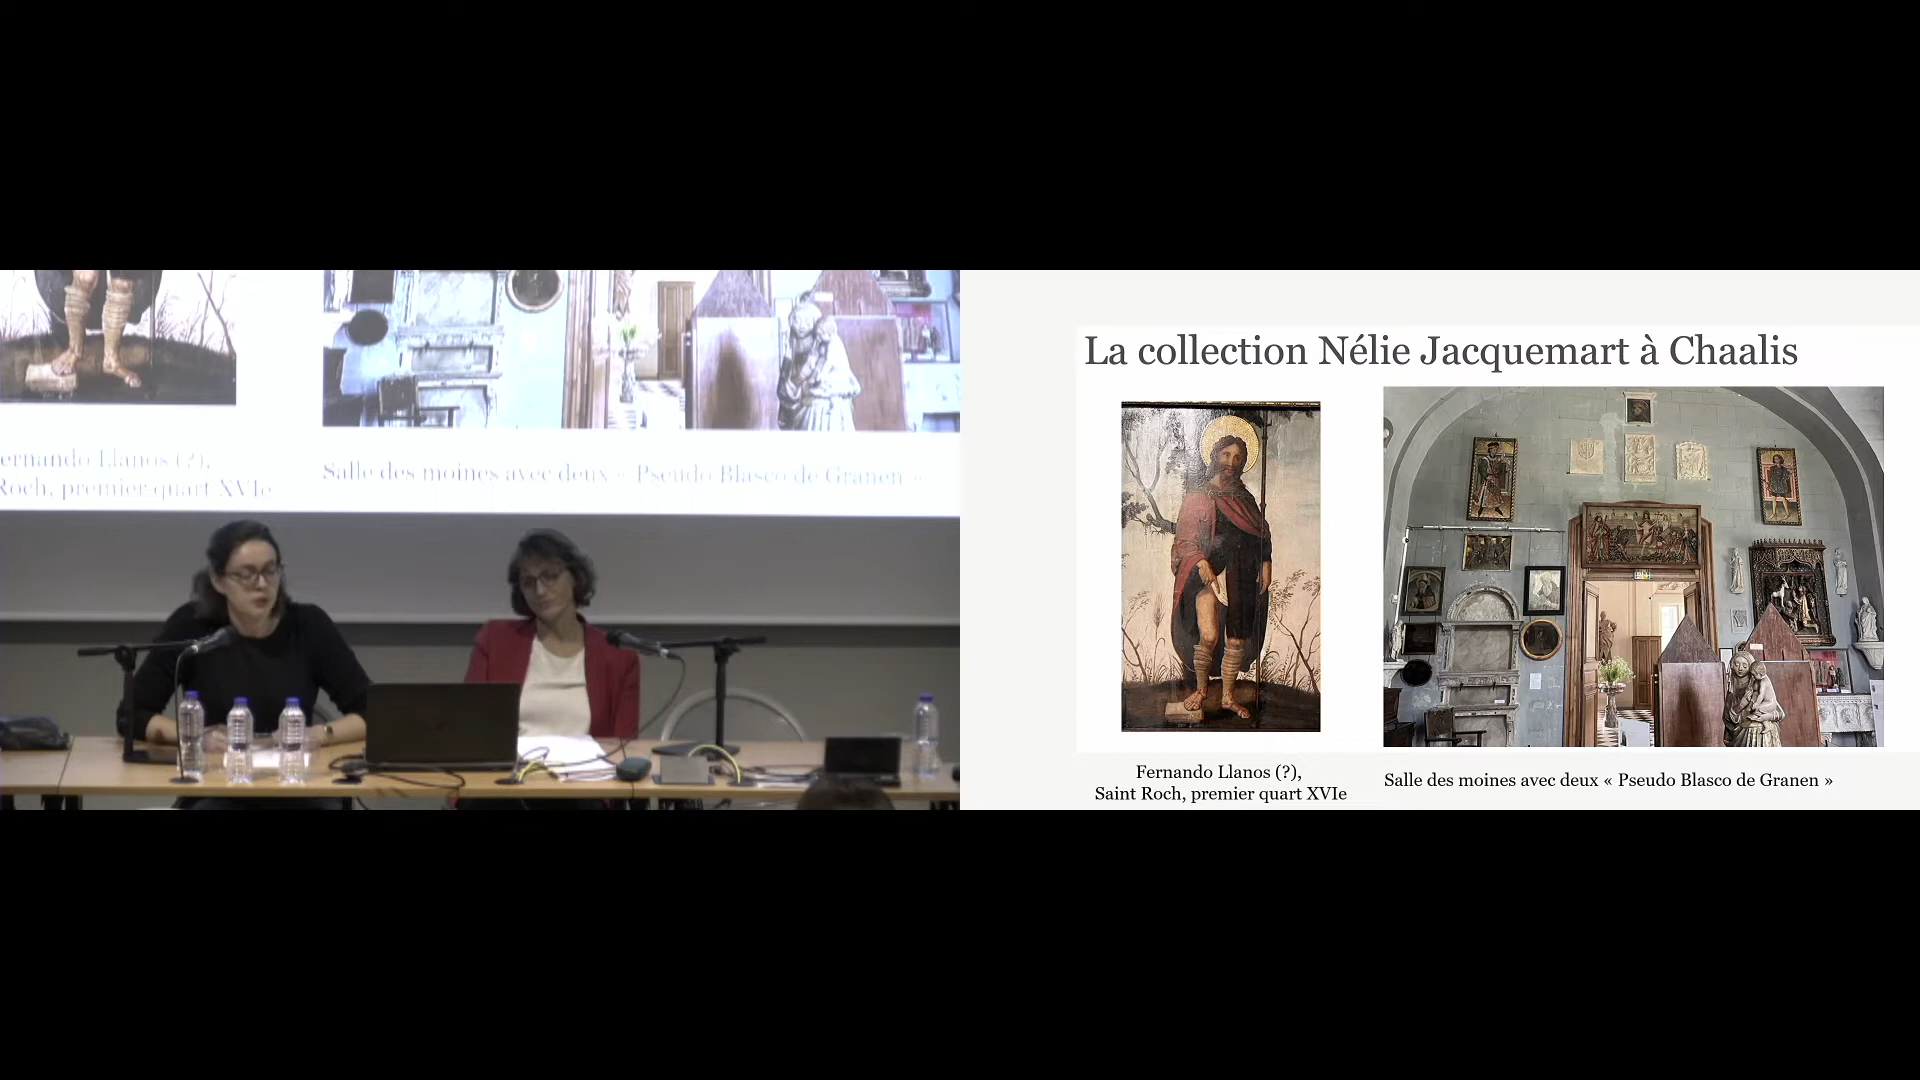 ernando Llanos (?),
Roch, premier quart XVIe
Salle des moines avec deux « Pseudo Blasco de Granen »
La collection Nélie Jacquemart à Chaalis
Fernando Llanos (?),
Saint Roch, premier quart XVIe
Salle des moines avec deux « Pseudo Blasco de Granen »